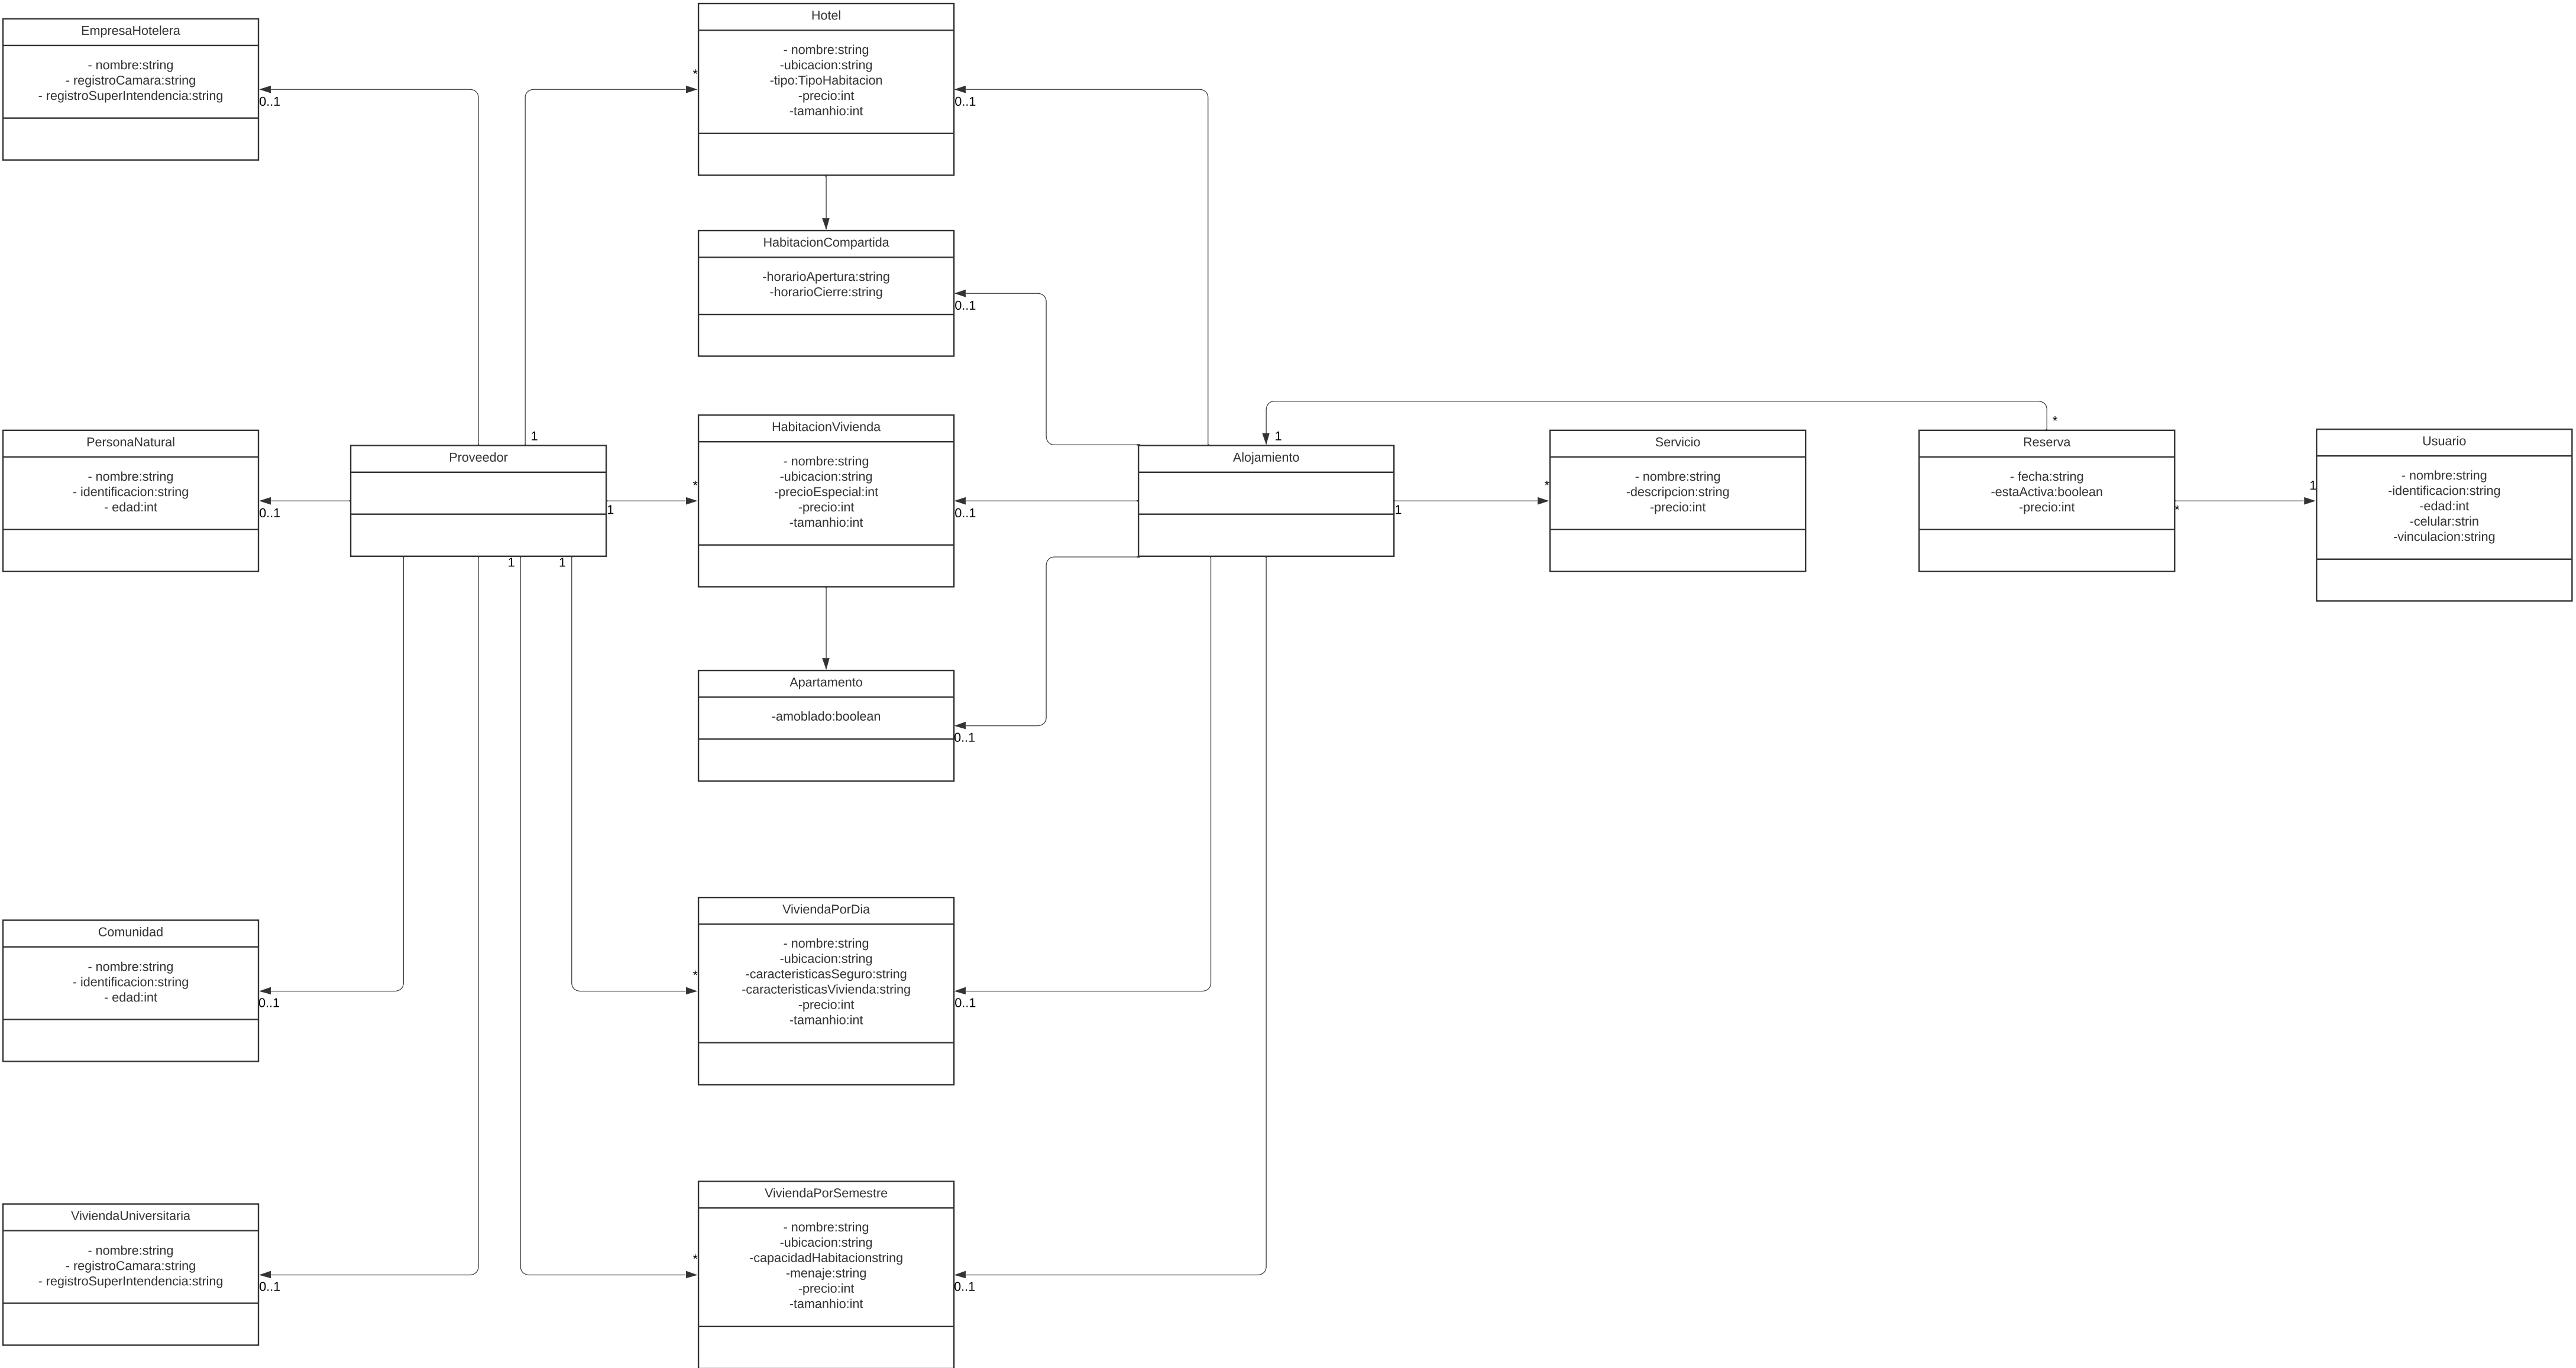 EmpresaHotelera
- nombre:string
- registroCamara:string
- registroSuperIntendencia:string
0..1
Hotel
- nombre:string
-ubicacion:string
-tipo:TipoHabitacion
-precio:int
-tamanhio:int
*
0..1
HabitacionCompartida
-horarioApertura:string
-horarioCierre:string
0..1
PersonaNatural
- nombre:string
- identificacion:string
- edad:int
0..1
Proveedor
1
1
1
1
HabitacionVivienda
- nombre:string
-ubicacion:string
-precioEspecial:int
-precio:int
-tamanhio:int
*
0..1
Alojamiento
1
1
Servicio
- nombre:string
-descripcion:string
-precio:int
*
Reserva
- fecha:string
-estaActiva:boolean
-precio:int
*
*
Usuario
- nombre:string
-identificacion:string
-edad:int
-celular:strin
-vinculacion:string
1
Apartamento
-amoblado:boolean
0..1
Comunidad
- nombre:string
- identificacion:string
- edad:int
0..1
ViviendaPorDia
- nombre:string
-ubicacion:string
-caracteristicasSeguro:string
-caracteristicasVivienda:string
-precio:int
-tamanhio:int
*
0..1
ViviendaUniversitaria
- nombre:string
- registroCamara:string
- registroSuperIntendencia:string
0..1
ViviendaPorSemestre
- nombre:string
-ubicacion:string
-capacidadHabitacionstring
-menaje:string
-precio:int
-tamanhio:int
*
0..1